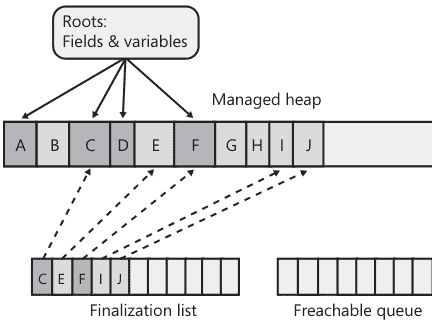 Roots:
Fields & variables
Managed heap
A B C D E F G H I J
C E F I J
Finalization list
Freachable queue